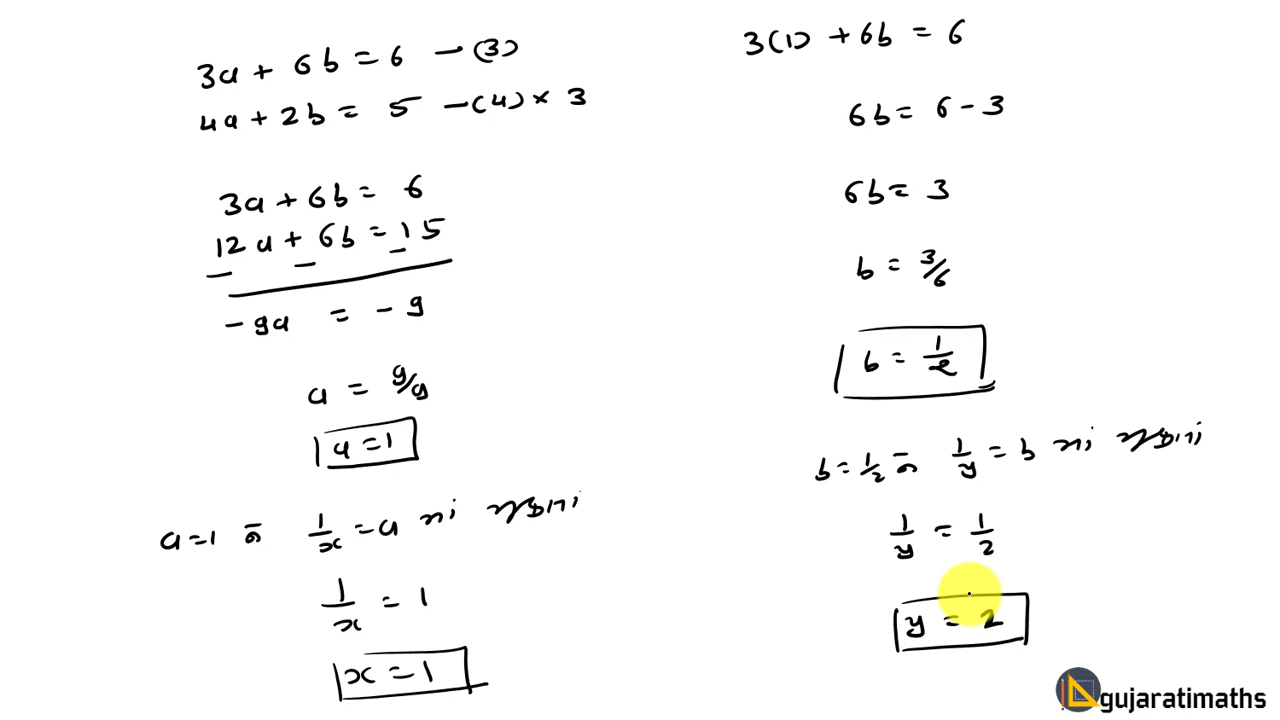 3a + 6b = 6 — (3)
4a + 2b = 5 — (4) × 3
3a + 6b = 6
12a + 6b = 15
— — —
-9a = -9
a = 9/9
a = 1
a = 1 ને 1/x = a માં મૂકતાં
1/x = 1
x = 1
3(1) + 6b = 6
6b = 6 - 3
6b = 3
b = 3/6
b = 1/2
b = 1/2 ને 1/y = b માં મૂકતાં
1/y = 1/2
y = 2
gujaratimaths